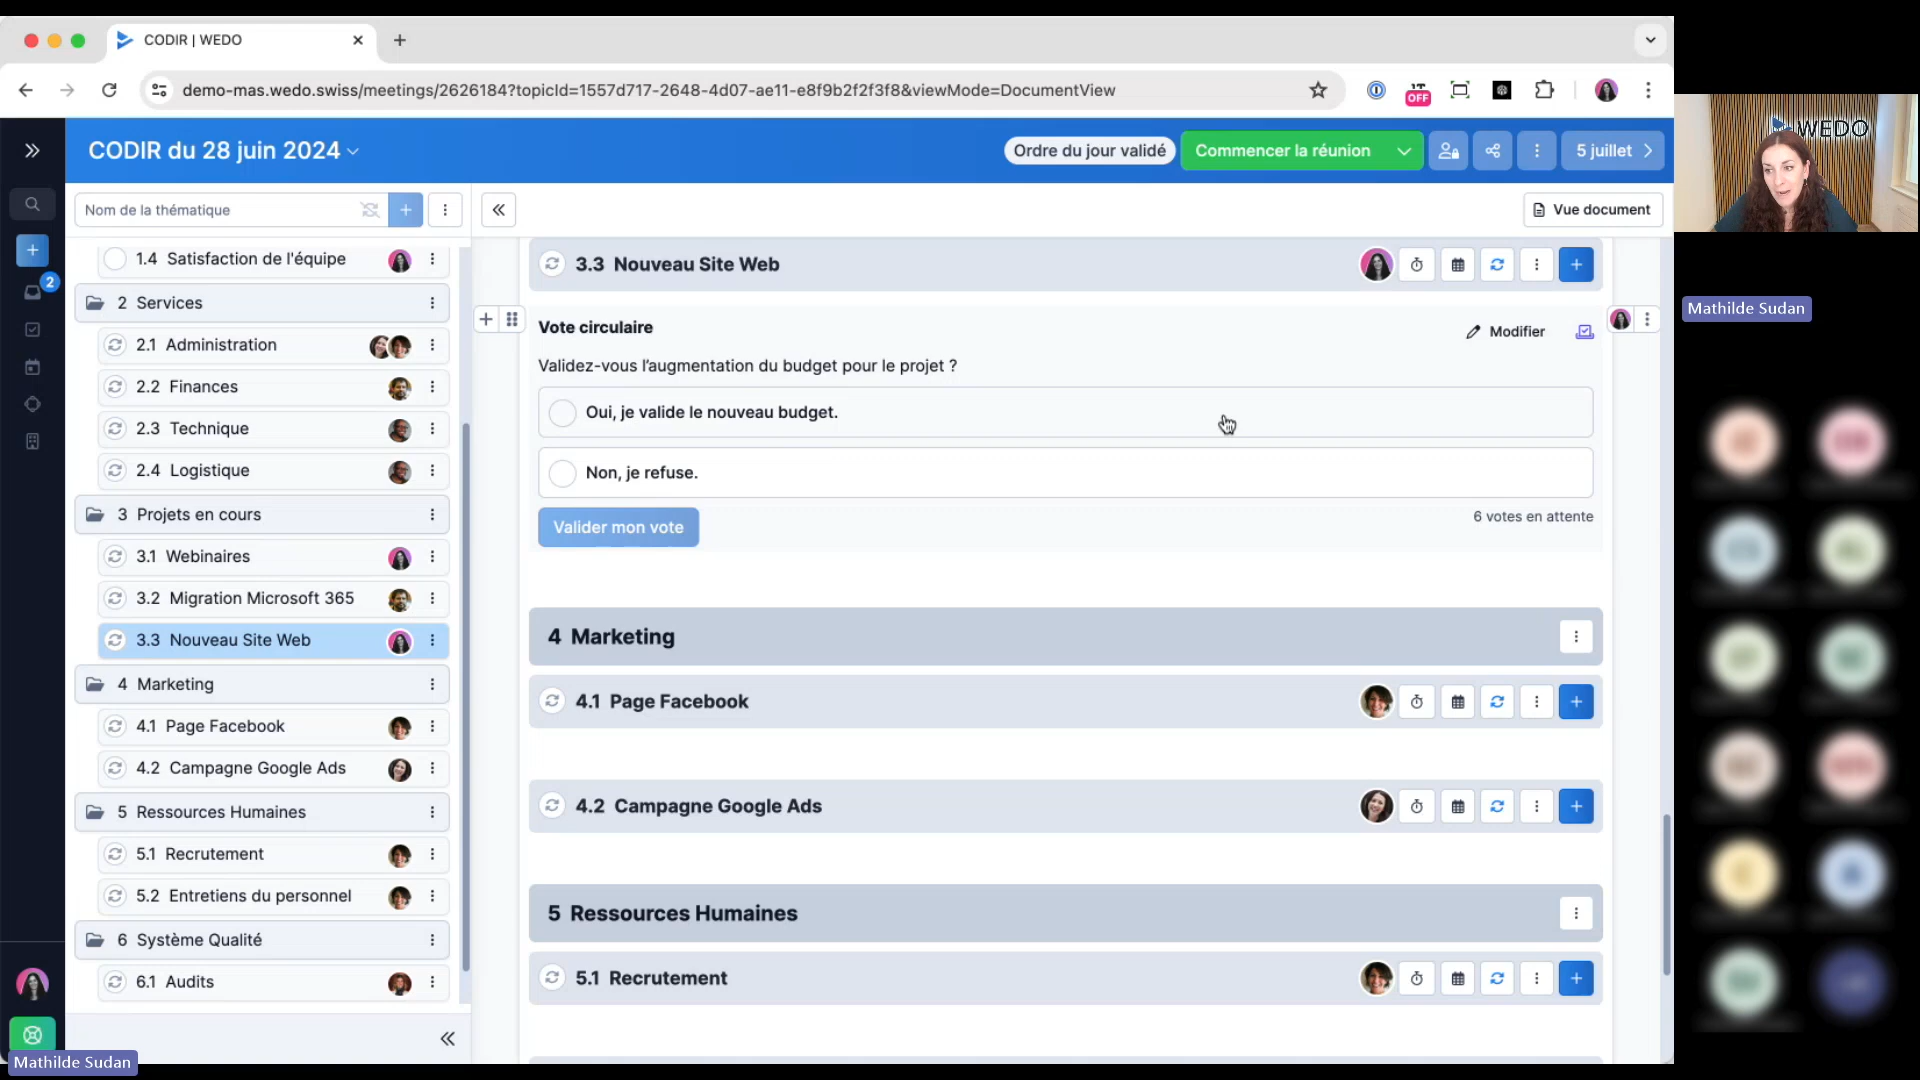 CODIR | WEDO
demo-mas.wedo.swiss/meetings/2626184?topicId=1557d717-2648-4d07-ae11-e8f9b2f2f3f8&viewMode=DocumentView
OFF
CODIR du 28 juin 2024
Ordre du jour validé
Commencer la réunion
5 juillet
WEDO
Nom de la thématique
Vue document
2
1.4 Satisfaction de l'équipe
2 Services
2.1 Administration
2.2 Finances
2.3 Technique
2.4 Logistique
3 Projets en cours
3.1 Webinaires
3.2 Migration Microsoft 365
3.3 Nouveau Site Web
4 Marketing
4.1 Page Facebook
4.2 Campagne Google Ads
5 Ressources Humaines
5.1 Recrutement
5.2 Entretiens du personnel
6 Système Qualité
6.1 Audits
Mathilde Sudan
3.3 Nouveau Site Web
Vote circulaire
Modifier
Validez-vous l'augmentation du budget pour le projet ?
Oui, je valide le nouveau budget.
Non, je refuse.
Valider mon vote
6 votes en attente
4 Marketing
4.1 Page Facebook
4.2 Campagne Google Ads
5 Ressources Humaines
5.1 Recrutement
Mathilde Sudan